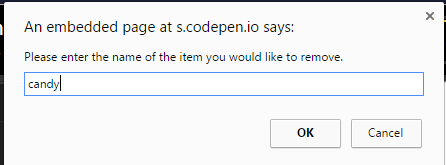 An embedded page at s.codepen.io says:
Please enter the name of the item you would like to remove.
candy
OK Cancel